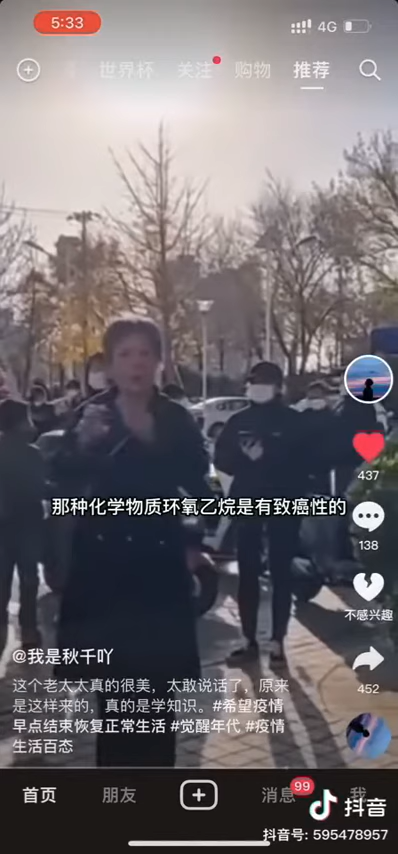 5:33
4G
世界杯 关注 购物 推荐
那种化学物质环氧乙烷是有致癌性的
437
138
不感兴趣
452
@我是秋千吖
这个老太太真的很美，太敢说话了，原来
是这样来的，真的是学知识。#希望疫情
早点结束恢复正常生活 #觉醒年代 #疫情
生活百态
首页 朋友 消息 99 我
抖音
抖音号: 595478957